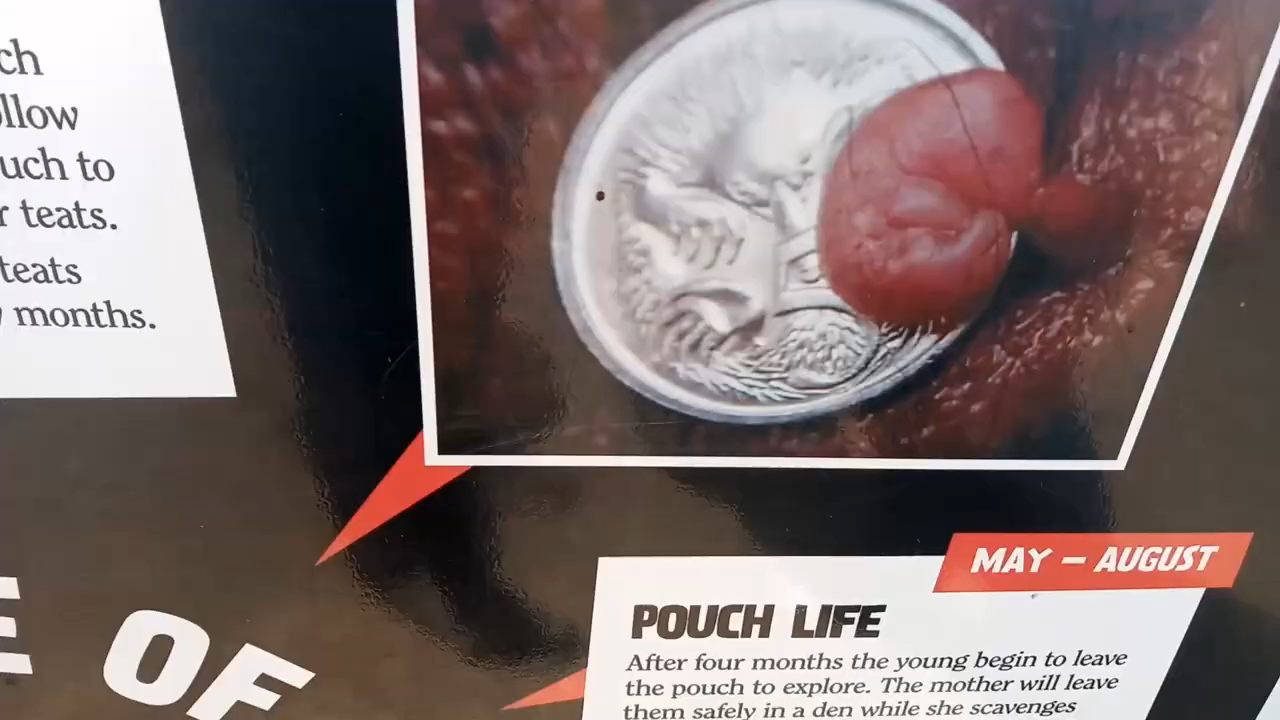 ch
llow
uch to
r teats.
teats
months.
OF
MAY – AUGUST
POUCH LIFE
After four months the young begin to leave
the pouch to explore. The mother will leave
them safely in a den while she scavenges